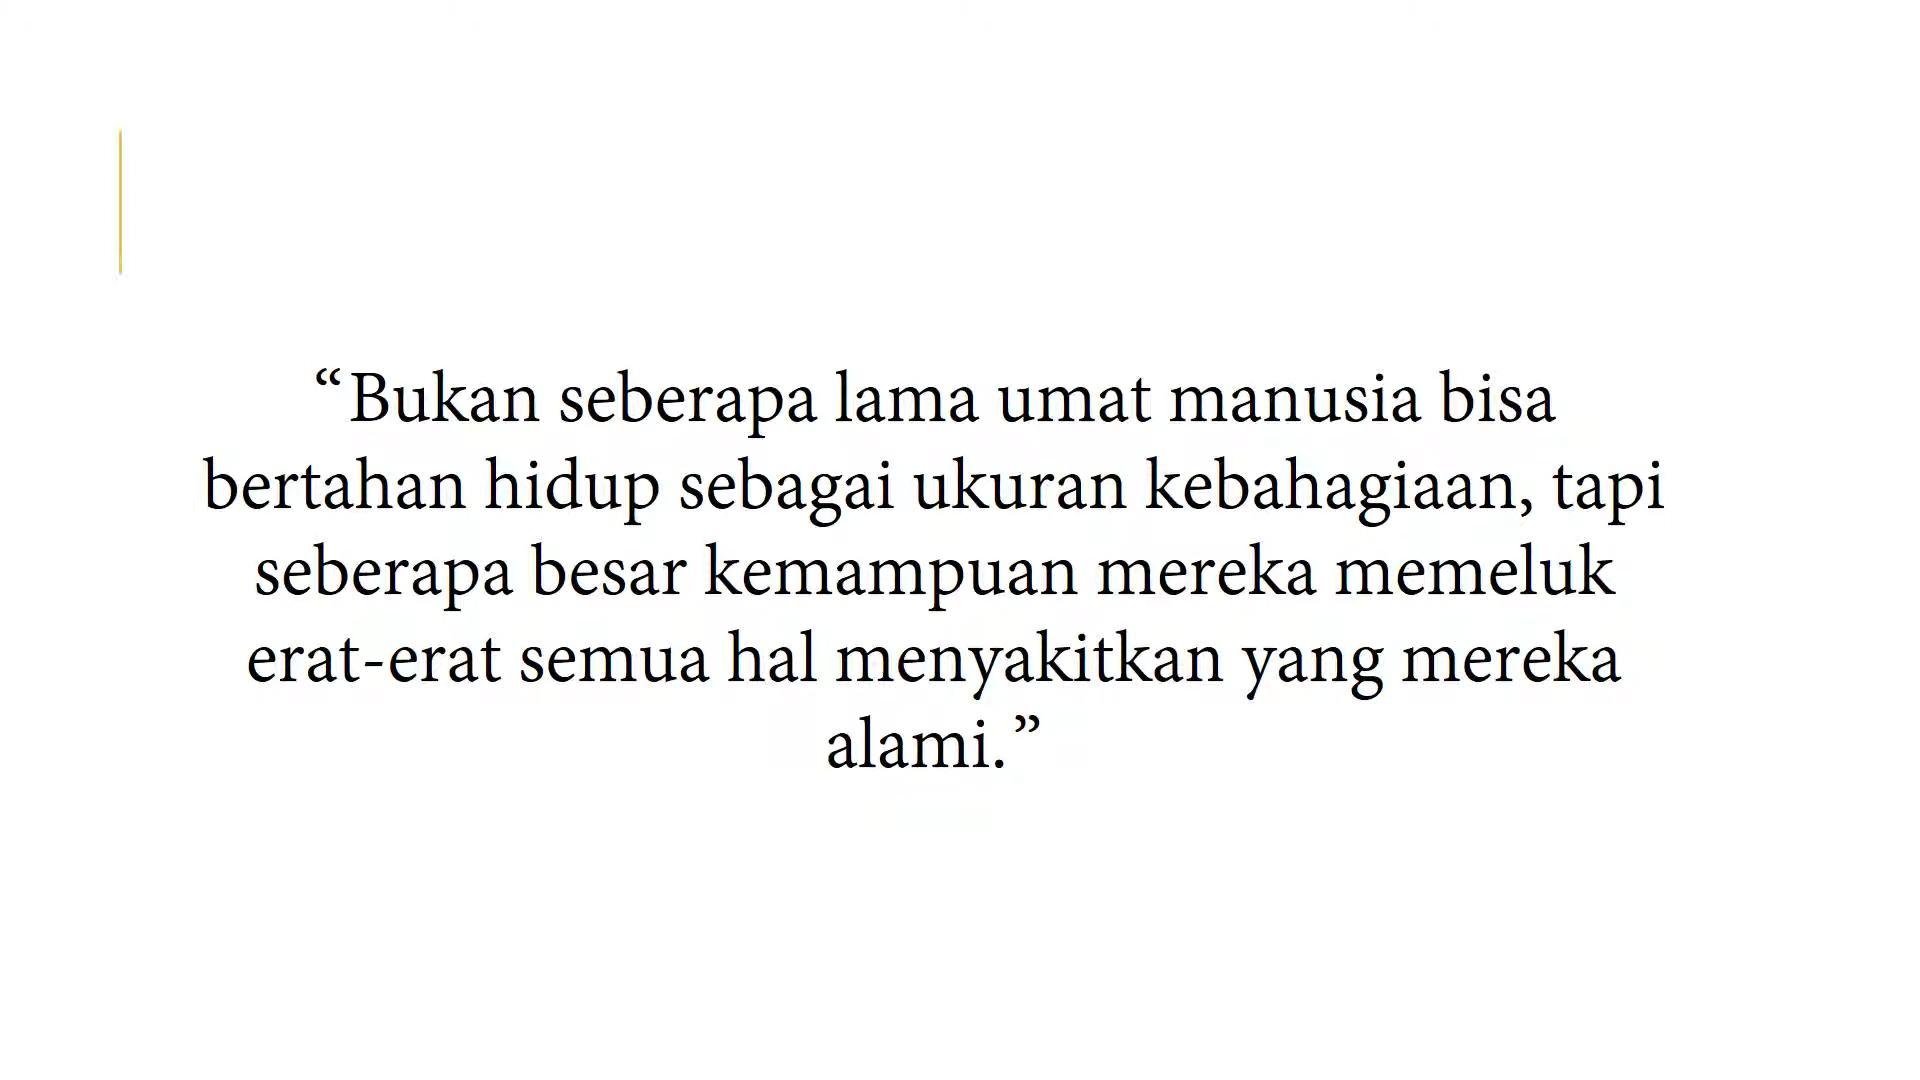 “Bukan seberapa lama umat manusia bisa
bertahan hidup sebagai ukuran kebahagiaan, tapi
seberapa besar kemampuan mereka memeluk
erat-erat semua hal menyakitkan yang mereka
alami.”